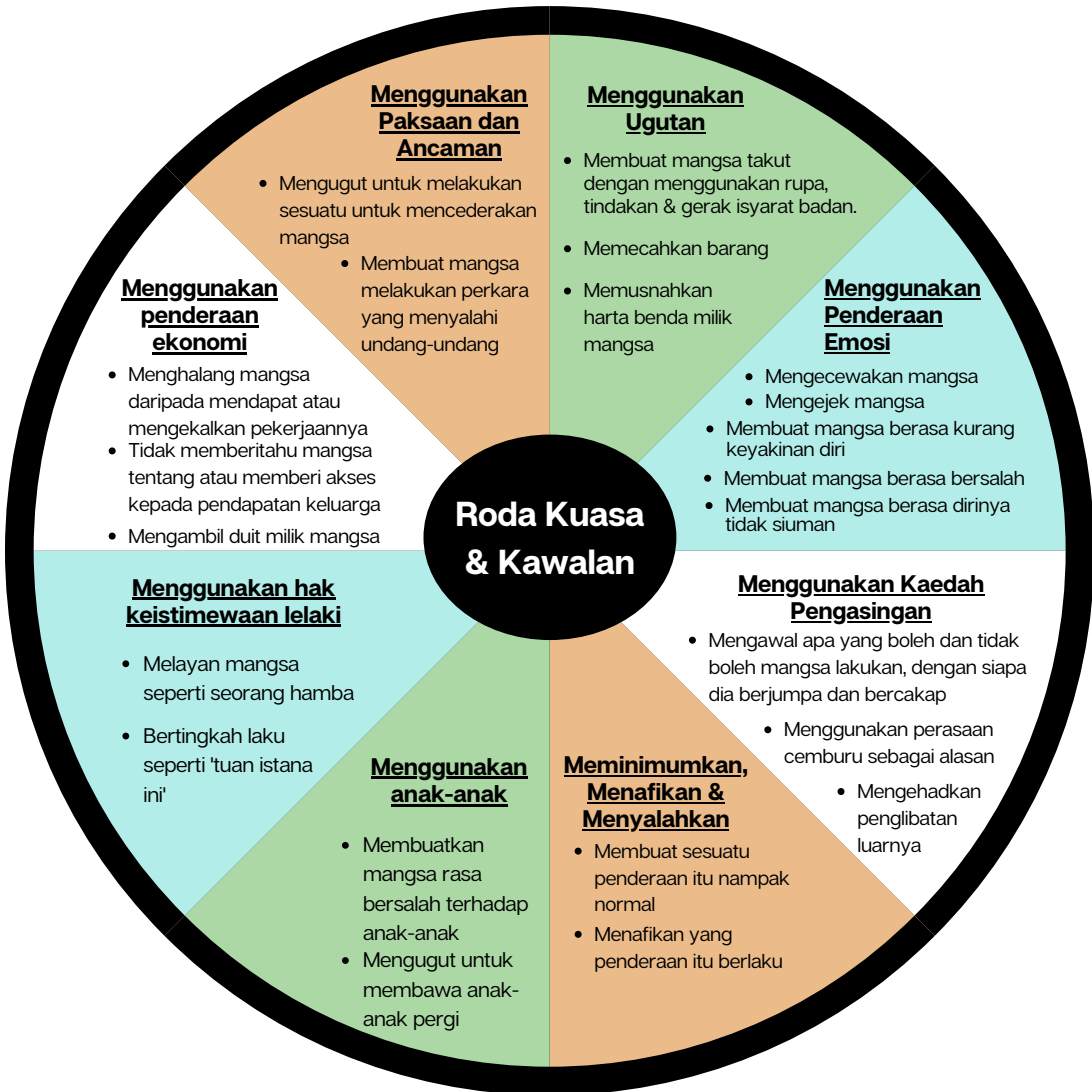 Menggunakan
Paksaan dan
Ancaman
Mengugut untuk melakukan
sesuatu untuk mencederakan
mangsa
Membuat mangsa
melakukan perkara
yang menyalahi
undang-undang
Menggunakan
Ugutan
Membuat mangsa takut
dengan menggunakan rupa,
tindakan & gerak isyarat badan.
Memecahkan barang
Memusnahkan
harta benda milik
mangsa
Menggunakan
Penderaan
Emosi
Mengecewakan mangsa
Mengejek mangsa
Membuat mangsa berasa kurang
keyakinan diri
Membuat mangsa berasa bersalah
Membuat mangsa berasa dirinya
tidak siuman
Menggunakan Kaedah
Pengasingan
Mengawal apa yang boleh dan tidak
boleh mangsa lakukan, dengan siapa
dia berjumpa dan bercakap
Menggunakan perasaan
cemburu sebagai alasan
Mengehadkan
penglibatan
luarnya
Meminimumkan,
Menafikan &
Menyalahkan
Membuat sesuatu
penderaan itu nampak
normal
Menafikan yang
penderaan itu berlaku
Menggunakan
anak-anak
Membuatkan
mangsa rasa
bersalah terhadap
anak-anak
Mengugut untuk
membawa anak-
anak pergi
Menggunakan hak
keistimewaan lelaki
Melayan mangsa
seperti seorang hamba
Bertingkah laku
seperti 'tuan istana
ini'
Menggunakan
penderaan
ekonomi
Menghalang mangsa
daripada mendapat atau
mengekalkan pekerjaannya
Tidak memberitahu mangsa
tentang atau memberi akses
kepada pendapatan keluarga
Mengambil duit milik mangsa
Roda Kuasa
& Kawalan